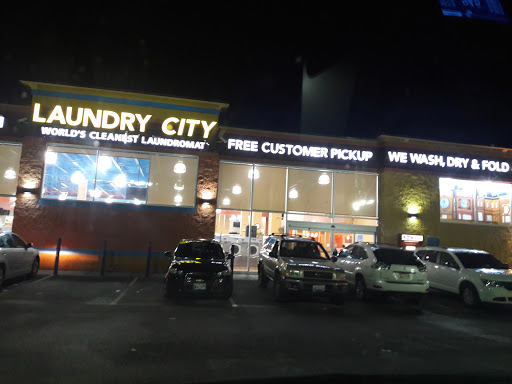 LAUNDRY CITY
WORLD'S CLEANEST LAUNDROMAT
FREE CUSTOMER PICKUP
WE WASH, DRY & FOLD